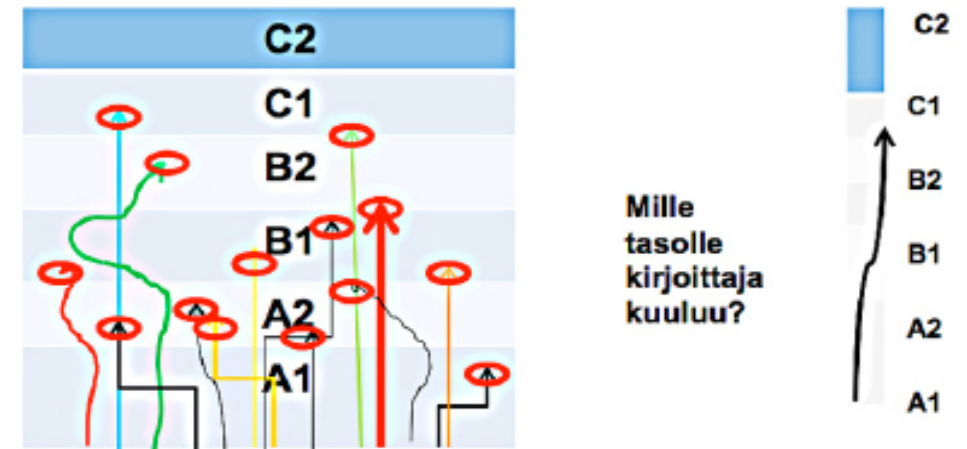 C2
C1
B2
B1
A2
A1
Mille
tasolle
kirjoittaja
kuuluu?
C2
C1
B2
B1
A2
A1